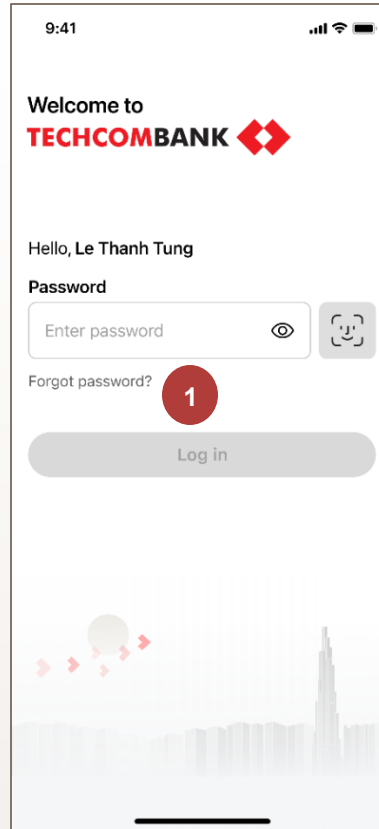 9:41
Welcome to
TECHCOMBANK
Hello, Le Thanh Tung
Password
Enter password
Forgot password?
1
Log in